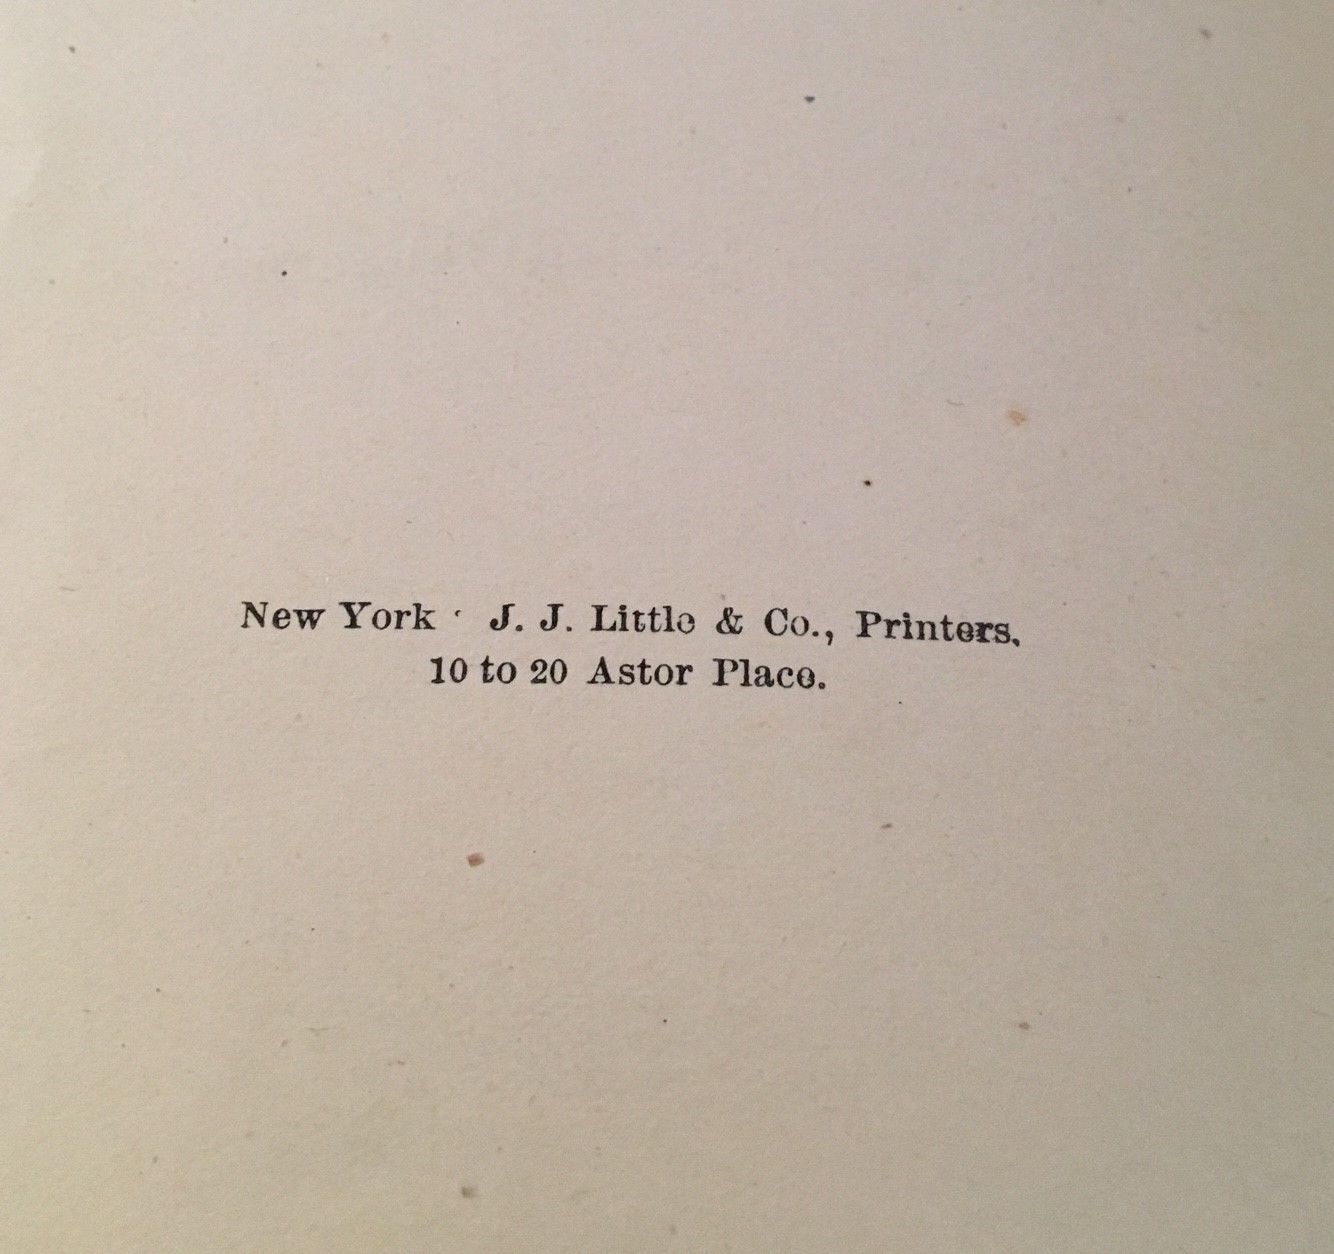 New York : J. J. Little & Co., Printers,
10 to 20 Astor Place.